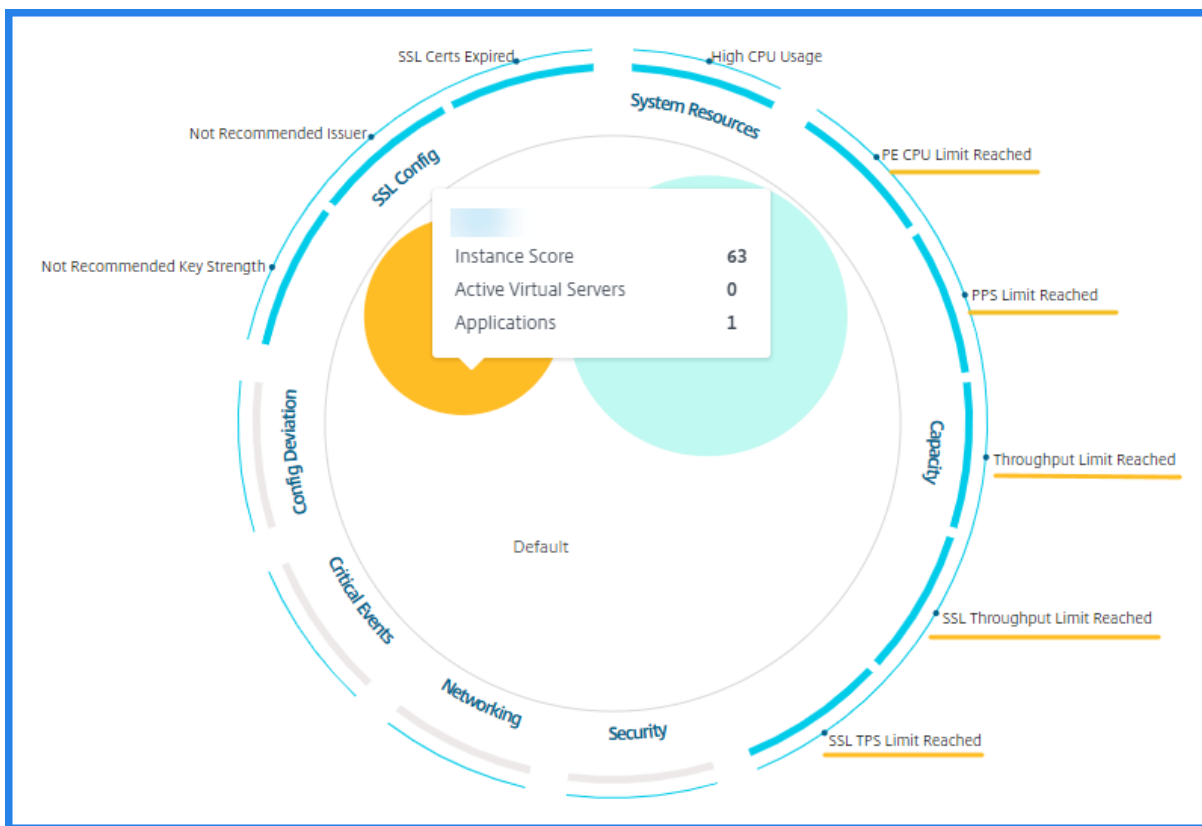 SSL Certs Expired
High CPU Usage
System Resources
Not Recommended Issuer
PE CPU Limit Reached
SSL Config
Not Recommended Key Strength
Instance Score 63
Active Virtual Servers 0
Applications 1
PPS Limit Reached
Config Deviation
Capacity
Throughput Limit Reached
Default
Critical Events
SSL Throughput Limit Reached
Networking
Security
SSL TPS Limit Reached